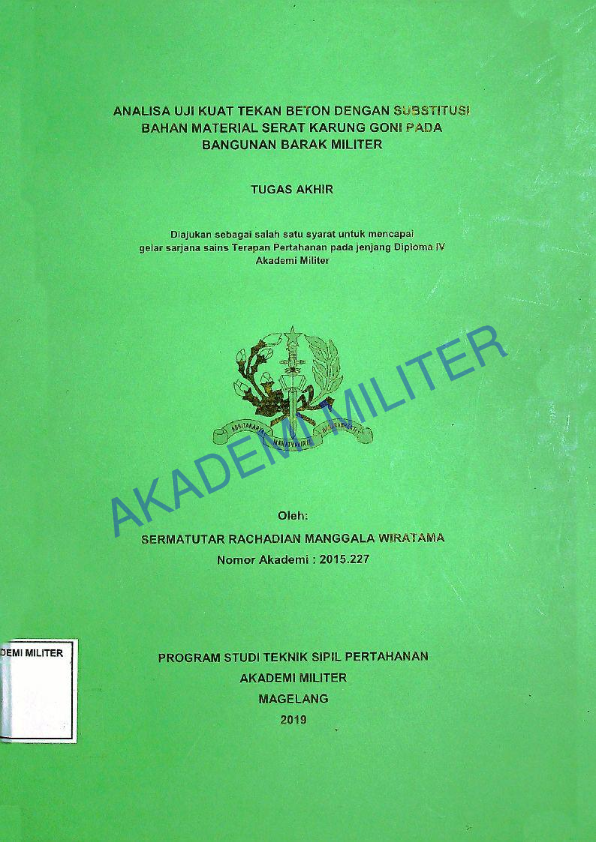 ANALISA UJI KUAT TEKAN BETON DENGAN SUBSTITUSI
BAHAN MATERIAL SERAT KARUNG GONI PADA
BANGUNAN BARAK MILITER
TUGAS AKHIR
Diajukan sebagai salah satu syarat untuk mencapai
gelar sarjana sains Terapan Pertahanan pada jenjang Diploma IV
Akademi Militer
AKADEMI MILITER
Oleh:
SERMATUTAR RACHADIAN MANGGALA WIRATAMA
Nomor Akademi : 2015.227
DEMI MILITER
PROGRAM STUDI TEKNIK SIPIL PERTAHANAN
AKADEMI MILITER
MAGELANG
2019